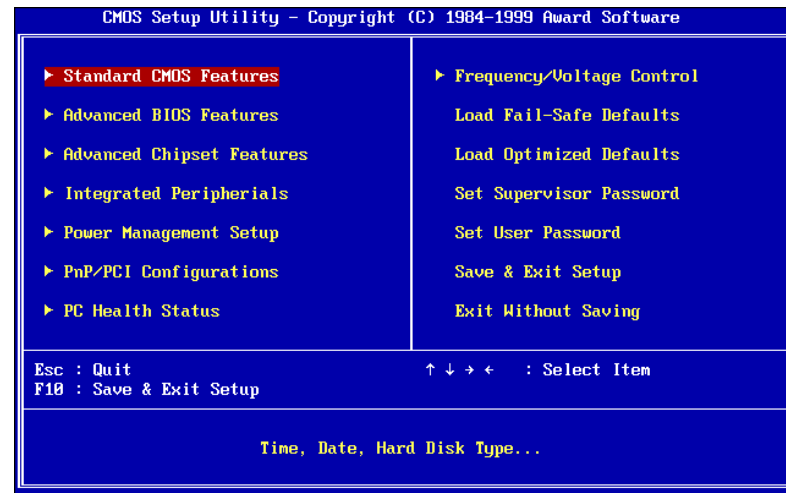 CMOS Setup Utility - Copyright (C) 1984-1999 Award Software
► Standard CMOS Features
► Advanced BIOS Features
► Advanced Chipset Features
► Integrated Peripherials
► Power Management Setup
► PnP/PCI Configurations
► PC Health Status
► Frequency/Voltage Control
Load Fail-Safe Defaults
Load Optimized Defaults
Set Supervisor Password
Set User Password
Save & Exit Setup
Exit Without Saving
Esc : Quit
F10 : Save & Exit Setup
↑ ↓ → ← : Select Item
Time, Date, Hard Disk Type...